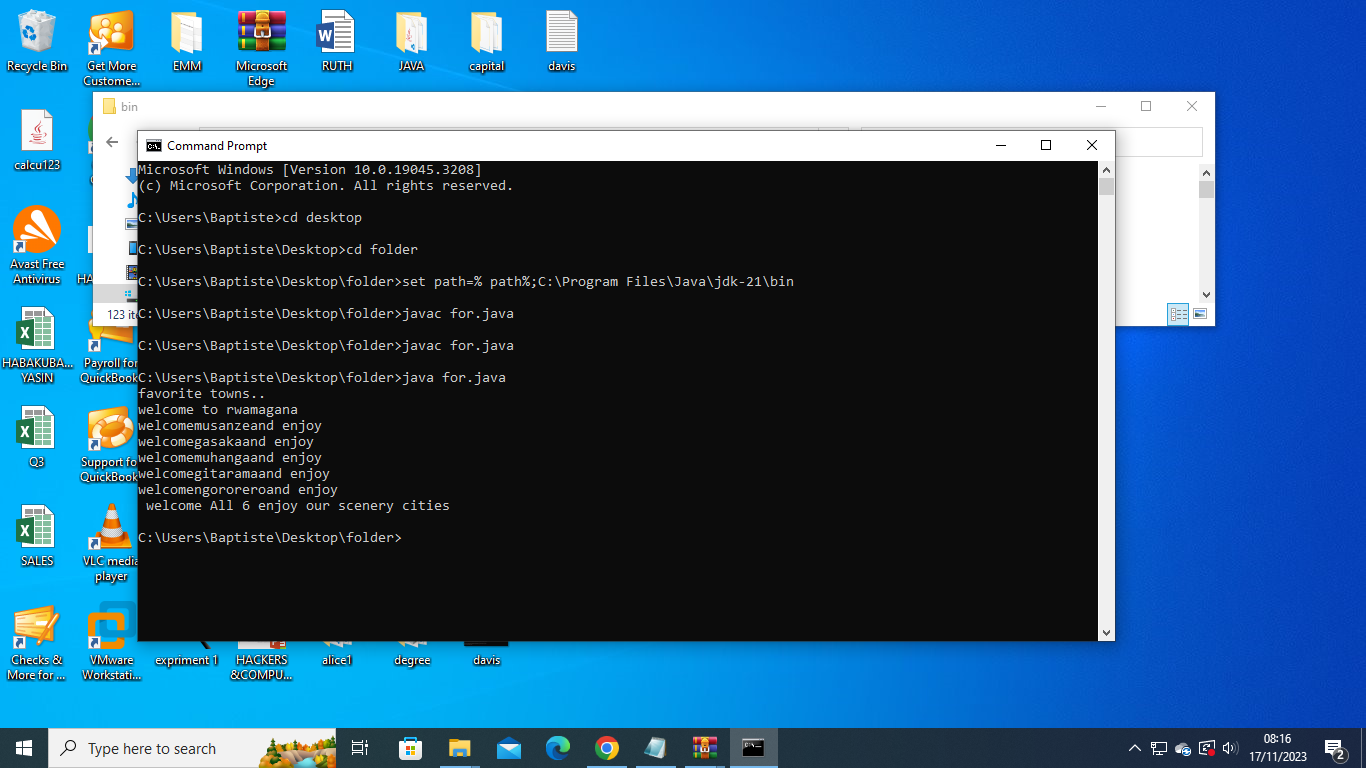 Recycle Bin
Get More
Custome...
EMM
Microsoft
Edge
RUTH
JAVA
capital
davis
bin
calcu123
Command Prompt
Microsoft Windows [Version 10.0.19045.3208]
(c) Microsoft Corporation. All rights reserved.
C:\Users\Baptiste>cd desktop
C:\Users\Baptiste\Desktop>cd folder
C:\Users\Baptiste\Desktop\folder>set path=% path%;C:\Program Files\Java\jdk-21\bin
C:\Users\Baptiste\Desktop\folder>javac for.java
C:\Users\Baptiste\Desktop\folder>javac for.java
C:\Users\Baptiste\Desktop\folder>java for.java
favorite towns..
welcome to rwamagana
welcomemusanzeand enjoy
welcomegasakaand enjoy
welcomemuhangaand enjoy
welcomegitaramaand enjoy
welcomengororeroand enjoy
welcome All 6 enjoy our scenery cities
C:\Users\Baptiste\Desktop\folder>
Avast Free
Antivirus
HA
123 ite
HABAKUBA...
YASIN
Payroll for
QuickBook
Q3
Support fo
QuickBook
SALES
VLC media
player
Checks &
More for ...
VMware
Workstati...
expriment 1
HACKERS
&COMPU...
alice1
degree
davis
Type here to search
08:16
17/11/2023
2